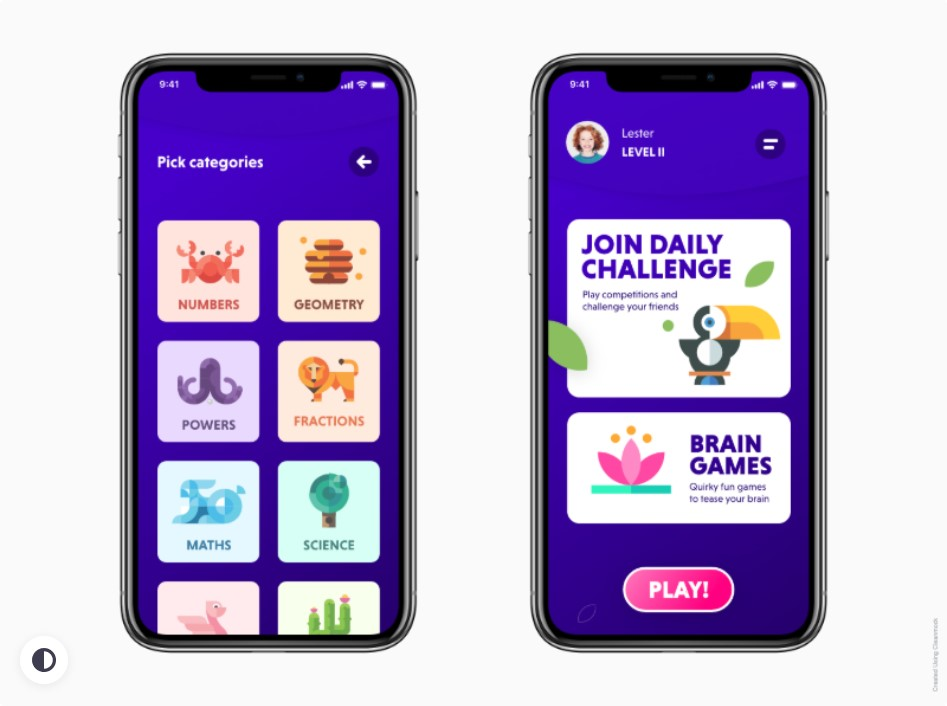 9:41
Pick categories
NUMBERS
GEOMETRY
POWERS
FRACTIONS
MATHS
SCIENCE
9:41
Lester
LEVEL II
JOIN DAILY
CHALLENGE
Play competitions and
challenge your friends
BRAIN
GAMES
Quirky fun games
to tease your brain
PLAY!
Created Using Cleanmock